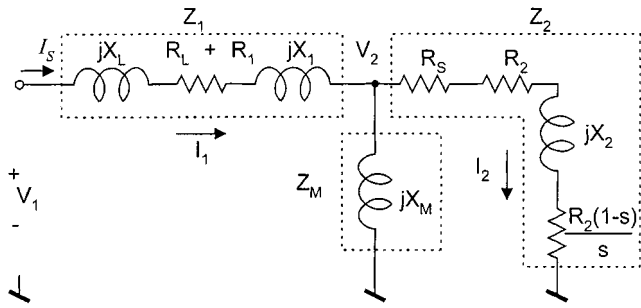 Z1
Z2
IS
jXL
RL + R1
jX1
V2
RS
R2
I1
jX2
+
V1
-
ZM
jXM
I2
R2(1-s)
s